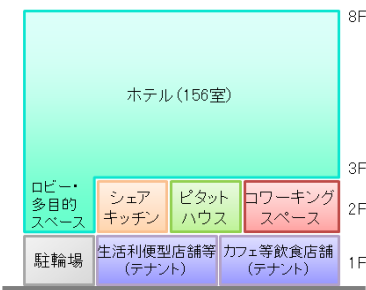 8F
ホテル(156室)
3F
ロビー・
多目的
スペース
シェア
キッチン
ピタット
ハウス
コワーキング
スペース
2F
駐輪場
生活利便型店舗等
(テナント)
カフェ等飲食店舗
(テナント)
1F